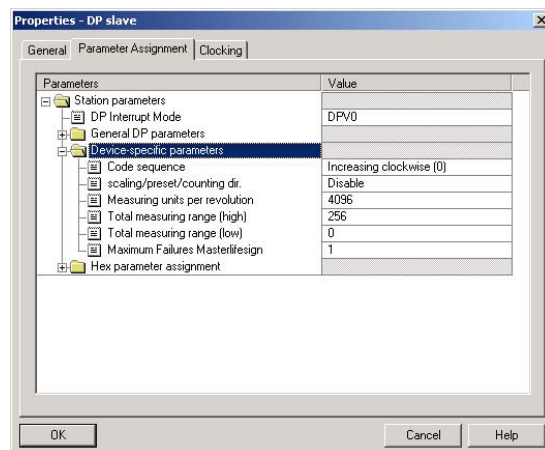 Properties - DP slave
General Parameter Assignment Clocking
Parameters Value
Station parameters
DP Interrupt Mode DPV0
General DP parameters
Device-specific parameters
Code sequence Increasing clockwise (0)
scaling/preset/counting dir. Disable
Measuring units per revolution 4096
Total measuring range (high) 256
Total measuring range (low) 0
Maximum Failures Masterlifesign 1
Hex parameter assignment
OK Cancel Help